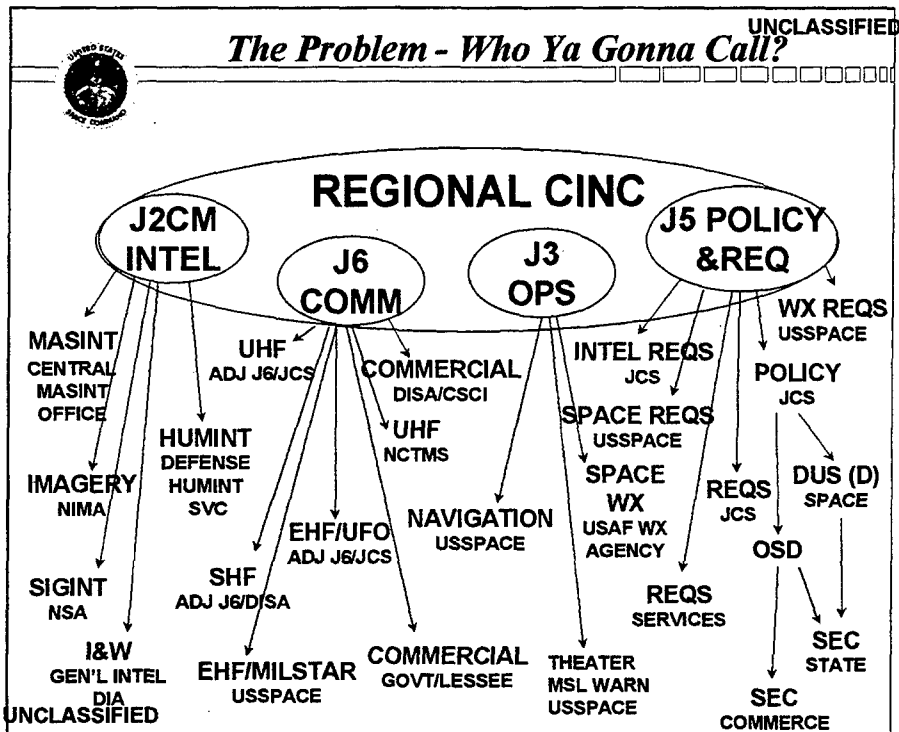 UNCLASSIFIED
The Problem - Who Ya Gonna Call?
UNITED STATES
SPACE COMMAND
REGIONAL CINC
J2CM
INTEL
J6
COMM
J3
OPS
J5 POLICY
&REQ
MASINT
CENTRAL
MASINT
OFFICE
IMAGERY
NIMA
SIGINT
NSA
I&W
GEN'L INTEL
DIA
HUMINT
DEFENSE
HUMINT
SVC
UHF
ADJ J6/JCS
SHF
ADJ J6/DISA
EHF/MILSTAR
USSPACE
EHF/UFO
ADJ J6/JCS
COMMERCIAL
DISA/CSCI
UHF
NCTMS
COMMERCIAL
GOVT/LESSEE
NAVIGATION
USSPACE
SPACE
WX
USAF WX
AGENCY
THEATER
MSL WARN
USSPACE
INTEL REQS
JCS
SPACE REQS
USSPACE
REQS
SERVICES
REQS
JCS
WX REQS
USSPACE
POLICY
JCS
DUS (D)
SPACE
OSD
SEC
STATE
SEC
COMMERCE
UNCLASSIFIED